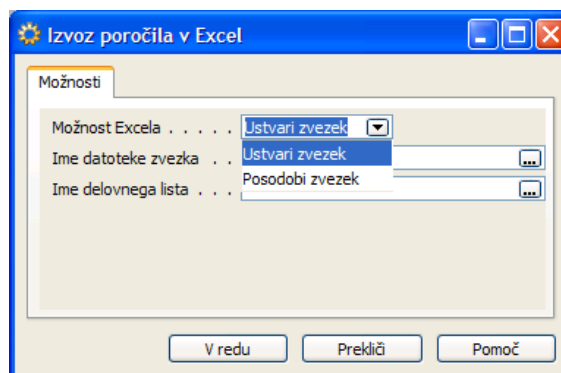 Izvoz poročila v Excel
Možnosti
Možnost Excela . . . . . Ustvari zvezek
Ime datoteke zvezka . . Ustvari zvezek ...
Posodobi zvezek
Ime delovnega lista . . . ...
V redu Prekliči Pomoč